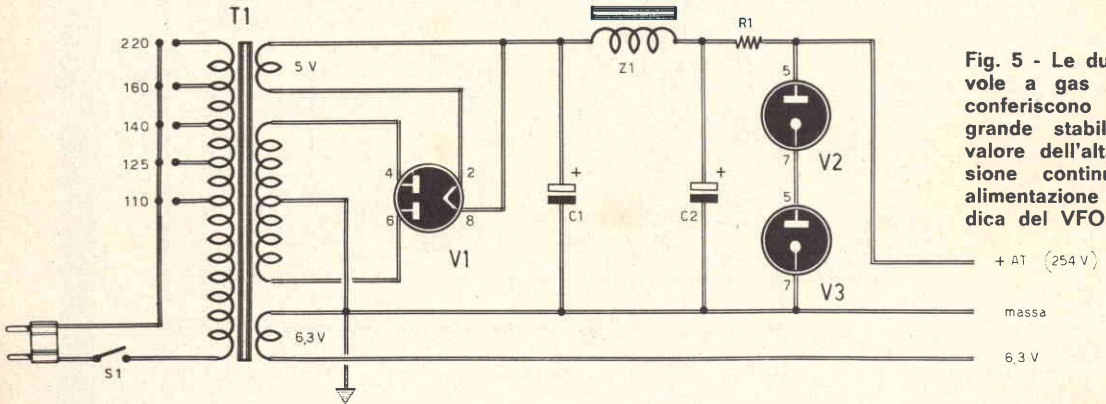 T1
220
160
140
125
110
S1
5 V
6,3 V
4
2
6
8
V1
+
C1
Z1
+
C2
R1
5
7
V2
5
7
V3
Fig. 5 - Le du
vole a gas
conferiscono
grande stabil
valore dell'alt
sione continu
alimentazione
dica del VFO
+ AT (254 V)
massa
6,3 V